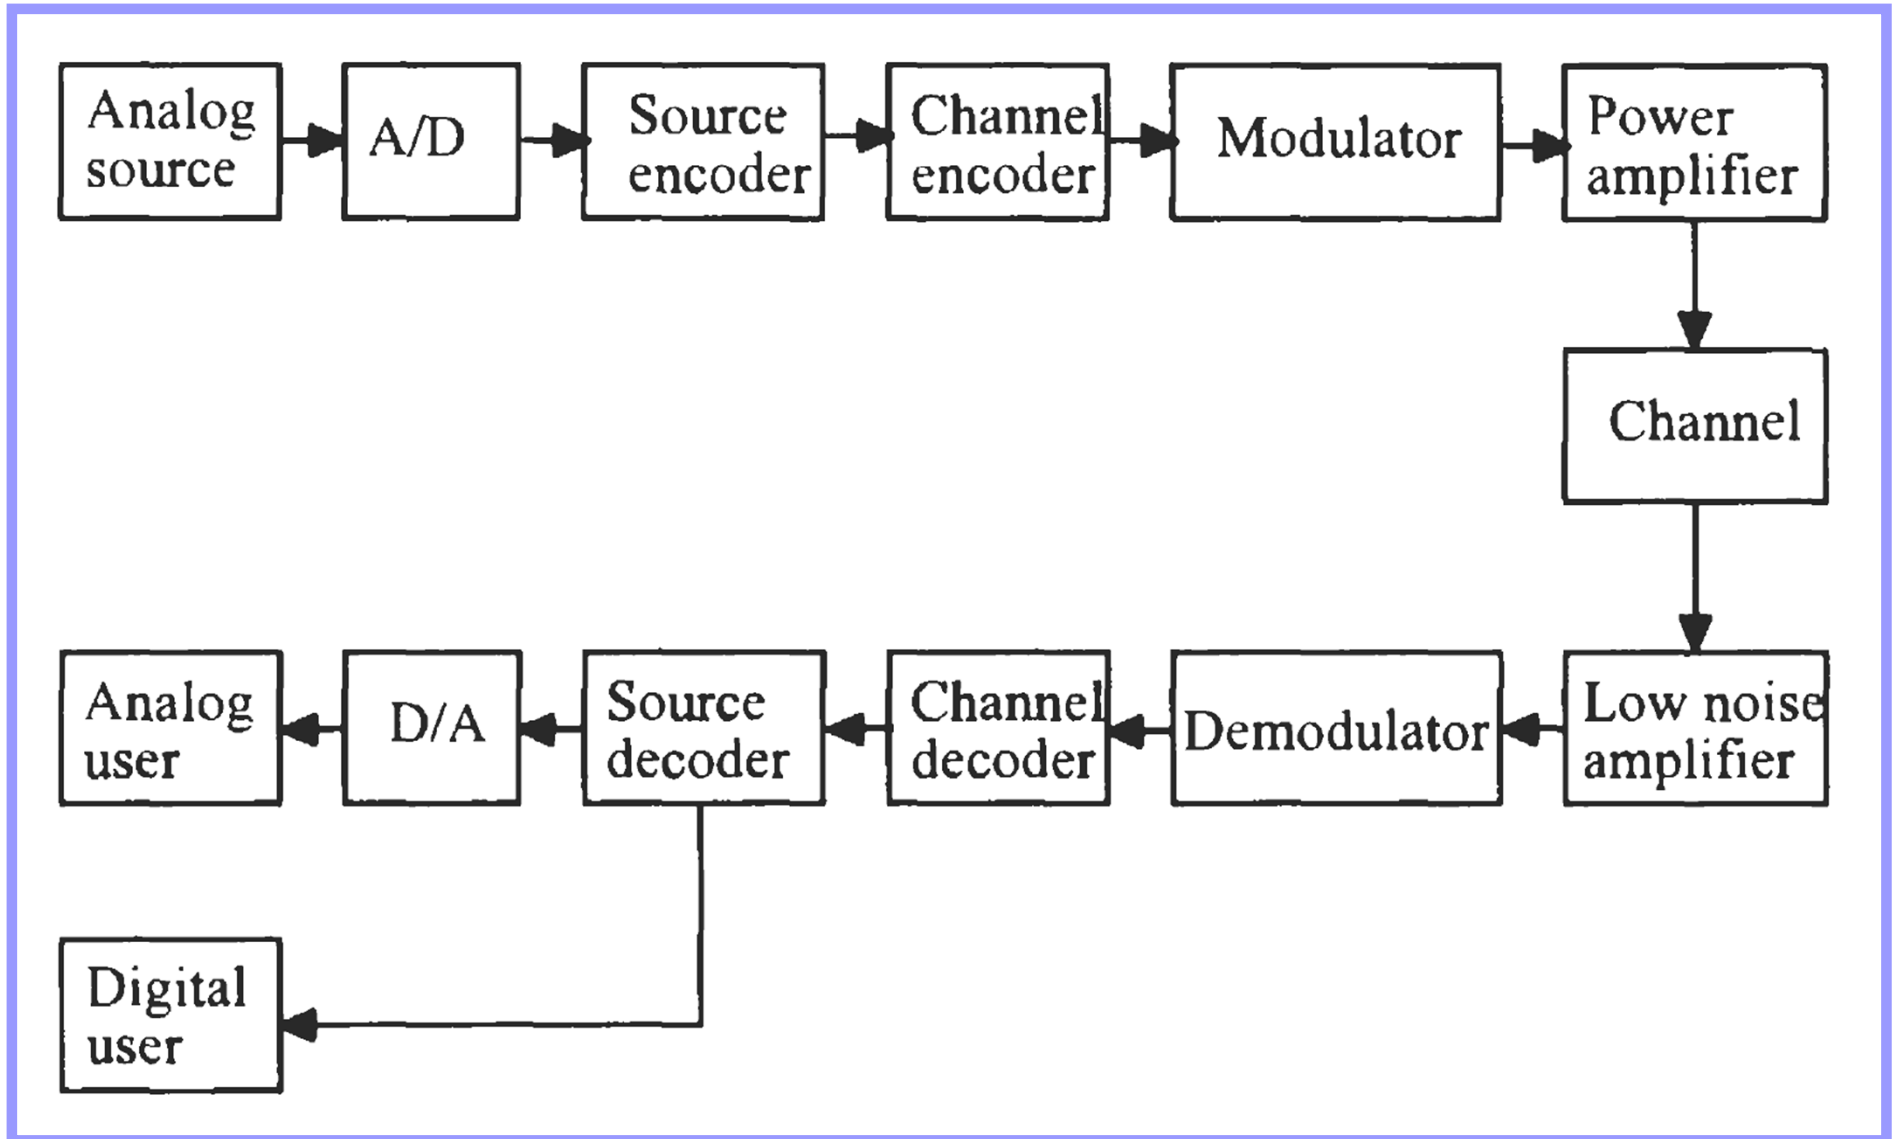 Analog
source
A/D
Source
encoder
Channel
encoder
Modulator
Power
amplifier
Channel
Analog
user
D/A
Source
decoder
Channel
decoder
Demodulator
Low noise
amplifier
Digital
user